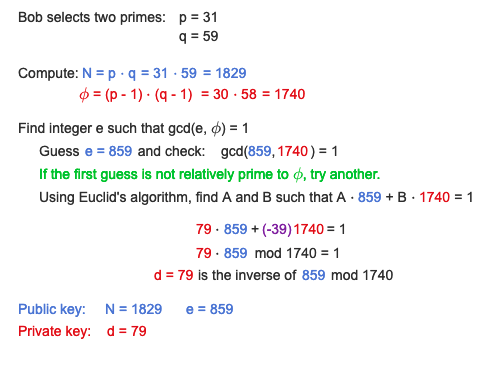 Bob selects two primes: p = 31
q = 59
Compute: N = p · q = 31 · 59 = 1829
ϕ = (p - 1) · (q - 1) = 30 · 58 = 1740
Find integer e such that gcd(e, ϕ) = 1
Guess e = 859 and check: gcd(859, 1740) = 1
If the first guess is not relatively prime to ϕ, try another.
Using Euclid's algorithm, find A and B such that A · 859 + B · 1740 = 1
79 · 859 + (-39) 1740 = 1
79 · 859 mod 1740 = 1
d = 79 is the inverse of 859 mod 1740
Public key: N = 1829 e = 859
Private key: d = 79